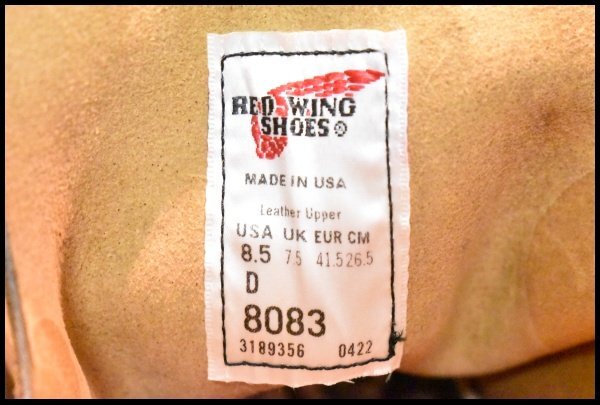 RED WING
SHOES®
MADE IN USA
Leather Upper
USA UK EUR CM
8.5 7.5 41.5 26.5
D
8083
3189356 0422